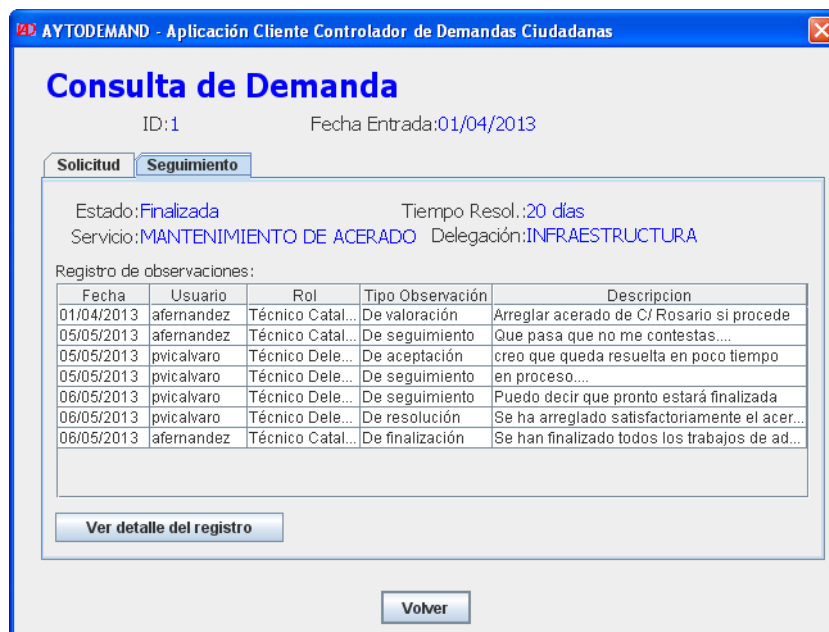 AYTODEMAND - Aplicación Cliente Controlador de Demandas Ciudadanas
Consulta de Demanda
ID:1 Fecha Entrada:01/04/2013
Solicitud Seguimiento
Estado:Finalizada Tiempo Resol.:20 días
Servicio:MANTENIMIENTO DE ACERADO Delegación:INFRAESTRUCTURA
Registro de observaciones:
Fecha Usuario Rol Tipo Observación Descripcion
01/04/2013 afernandez Técnico Catal... De valoración Arreglar acerado de C/ Rosario si procede
05/05/2013 afernandez Técnico Catal... De seguimiento Que pasa que no me contestas....
05/05/2013 pvicalvaro Técnico Dele... De aceptación creo que queda resuelta en poco tiempo
05/05/2013 pvicalvaro Técnico Dele... De seguimiento en proceso....
06/05/2013 pvicalvaro Técnico Dele... De seguimiento Puedo decir que pronto estará finalizada
06/05/2013 pvicalvaro Técnico Dele... De resolución Se ha arreglado satisfactoriamente el acer...
06/05/2013 afernandez Técnico Catal... De finalización Se han finalizado todos los trabajos de ad...
Ver detalle del registro
Volver